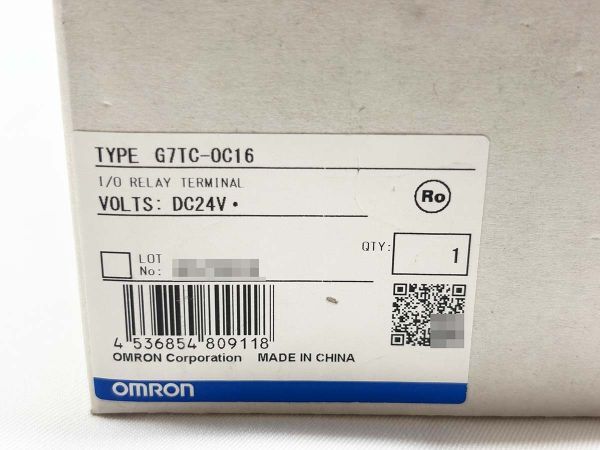 TYPE G7TC-OC16
I/O RELAY TERMINAL
VOLTS: DC24V・
Ro
LOT
No:
QTY: 1
4 536854 809118
OMRON Corporation MADE IN CHINA
OMRON